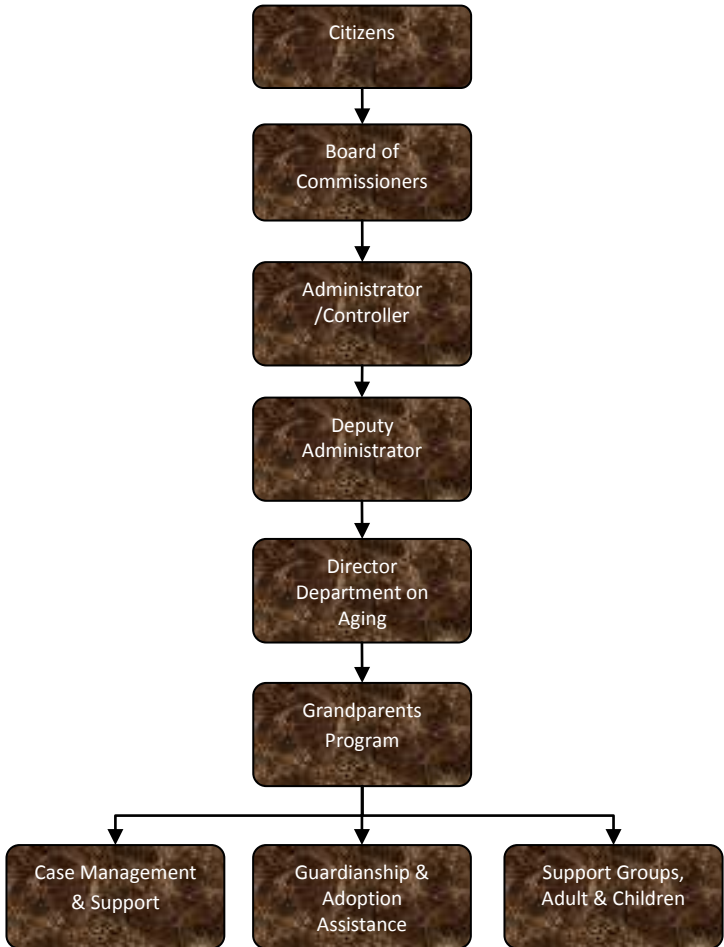 Citizens
Board of
Commissioners
Administrator
/Controller
Deputy
Administrator
Director
Department on
Aging
Grandparents
Program
Case Management
& Support
Guardianship &
Adoption
Assistance
Support Groups,
Adult & Children